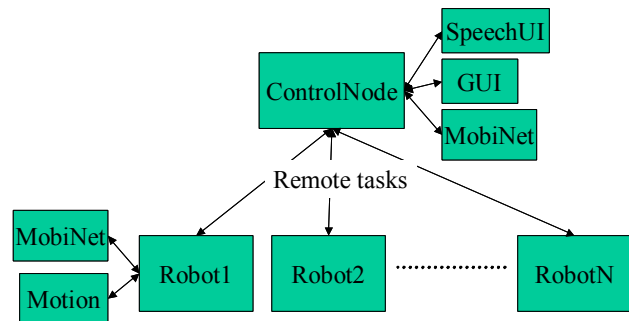 SpeechUI
ControlNode
GUI
MobiNet
Remote tasks
MobiNet
Robot1
Robot2
RobotN
Motion